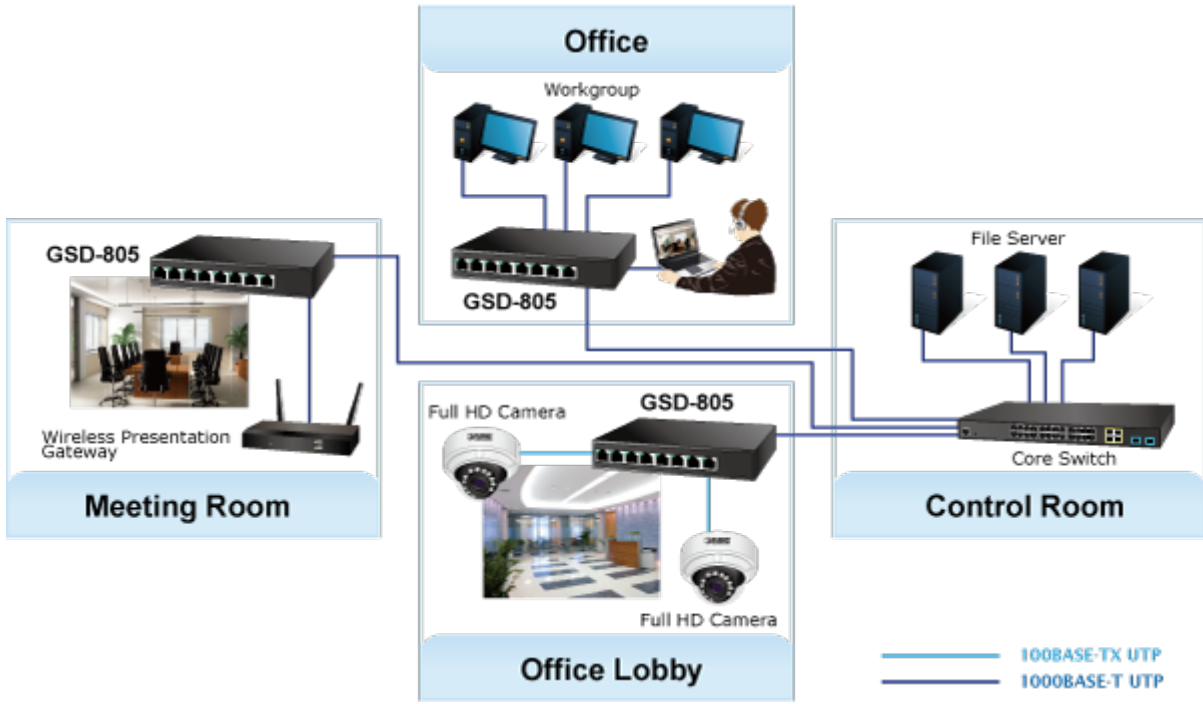 Office
Workgroup
GSD-805
GSD-805
Wireless Presentation
Gateway
Meeting Room
File Server
Core Switch
Control Room
Full HD Camera
GSD-805
Full HD Camera
Office Lobby
100BASE-TX UTP
1000BASE-T UTP